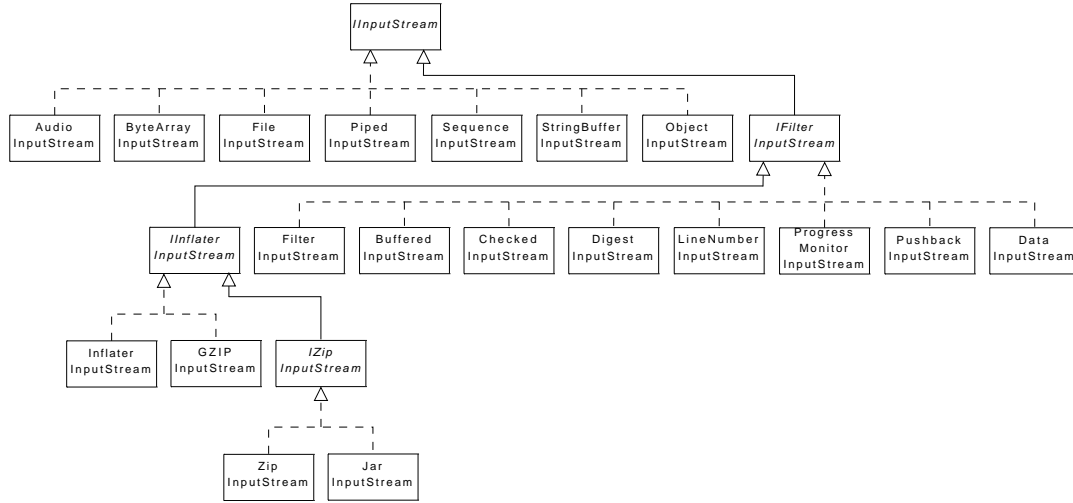 IInputStream
Audio
InputStream
ByteArray
InputStream
File
InputStream
Piped
InputStream
Sequence
InputStream
StringBuffer
InputStream
Object
InputStream
IFilter
InputStream
IInflater
InputStream
Filter
InputStream
Buffered
InputStream
Checked
InputStream
Digest
InputStream
LineNumber
InputStream
Progress
Monitor
InputStream
Pushback
InputStream
Data
InputStream
Inflater
InputStream
GZIP
InputStream
IZip
InputStream
Zip
InputStream
Jar
InputStream